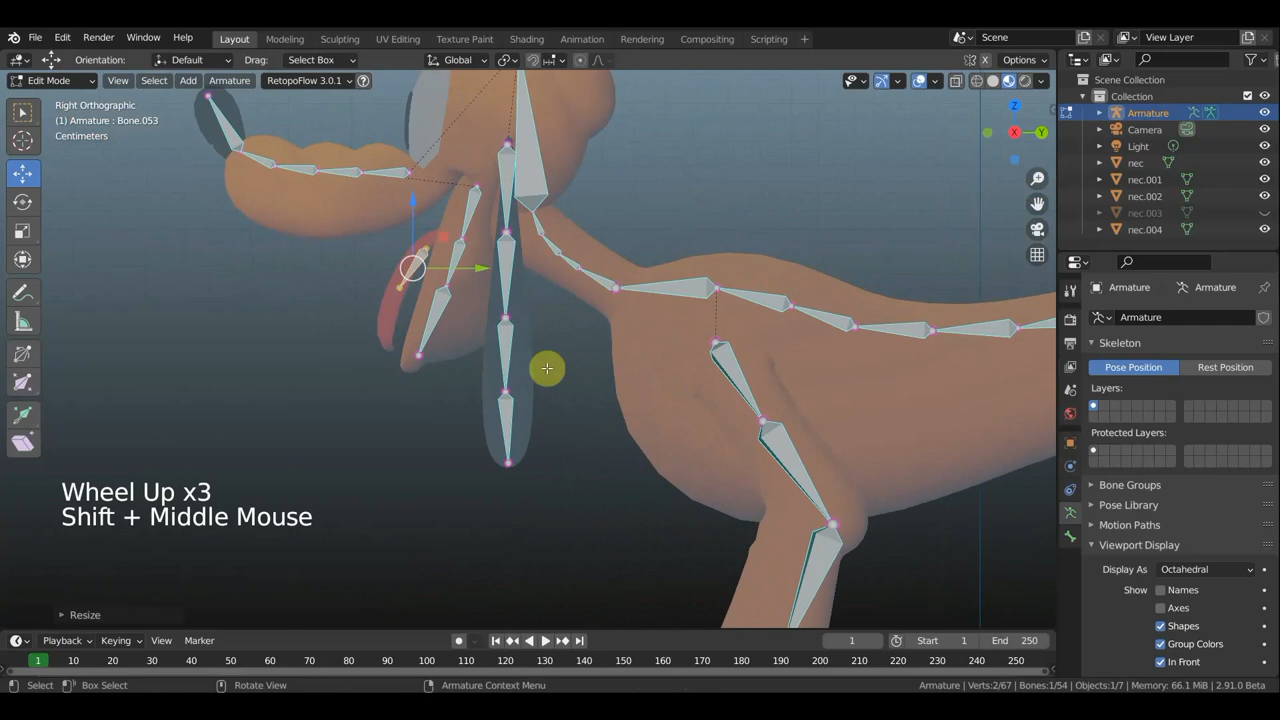 File Edit Render Window Help Layout Modeling Sculpting UV Editing Texture Paint Shading Animation Rendering Compositing Scripting + Scene View Layer
Orientation: Default Drag: Select Box Global Options
Edit Mode View Select Add Armature RetopoFlow 3.0.1
Right Orthographic
(1) Armature : Bone.053
Centimeters
Z
X
Y
Wheel Up x3
Shift + Middle Mouse
Resize
Scene Collection
Collection
Armature
Camera
Light
nec
nec.001
nec.002
nec.003
nec.004
Armature Armature
Armature
Skeleton
Pose Position Rest Position
Layers:
Protected Layers:
Bone Groups
Pose Library
Motion Paths
Viewport Display
Display As Octahedral
Show Names
Axes
Shapes
Group Colors
In Front
Playback Keying View Marker 1 Start 1 End 250
1 10 20 30 40 50 60 70 80 90 100 110 120 130 140 150 160 170 180 190 200 210 220 230 240 250
Select Box Select Rotate View Armature Context Menu Armature | Verts:2/67 | Bones:1/54 | Objects:1/7 | Memory: 66.1 MiB | 2.91.0 Beta